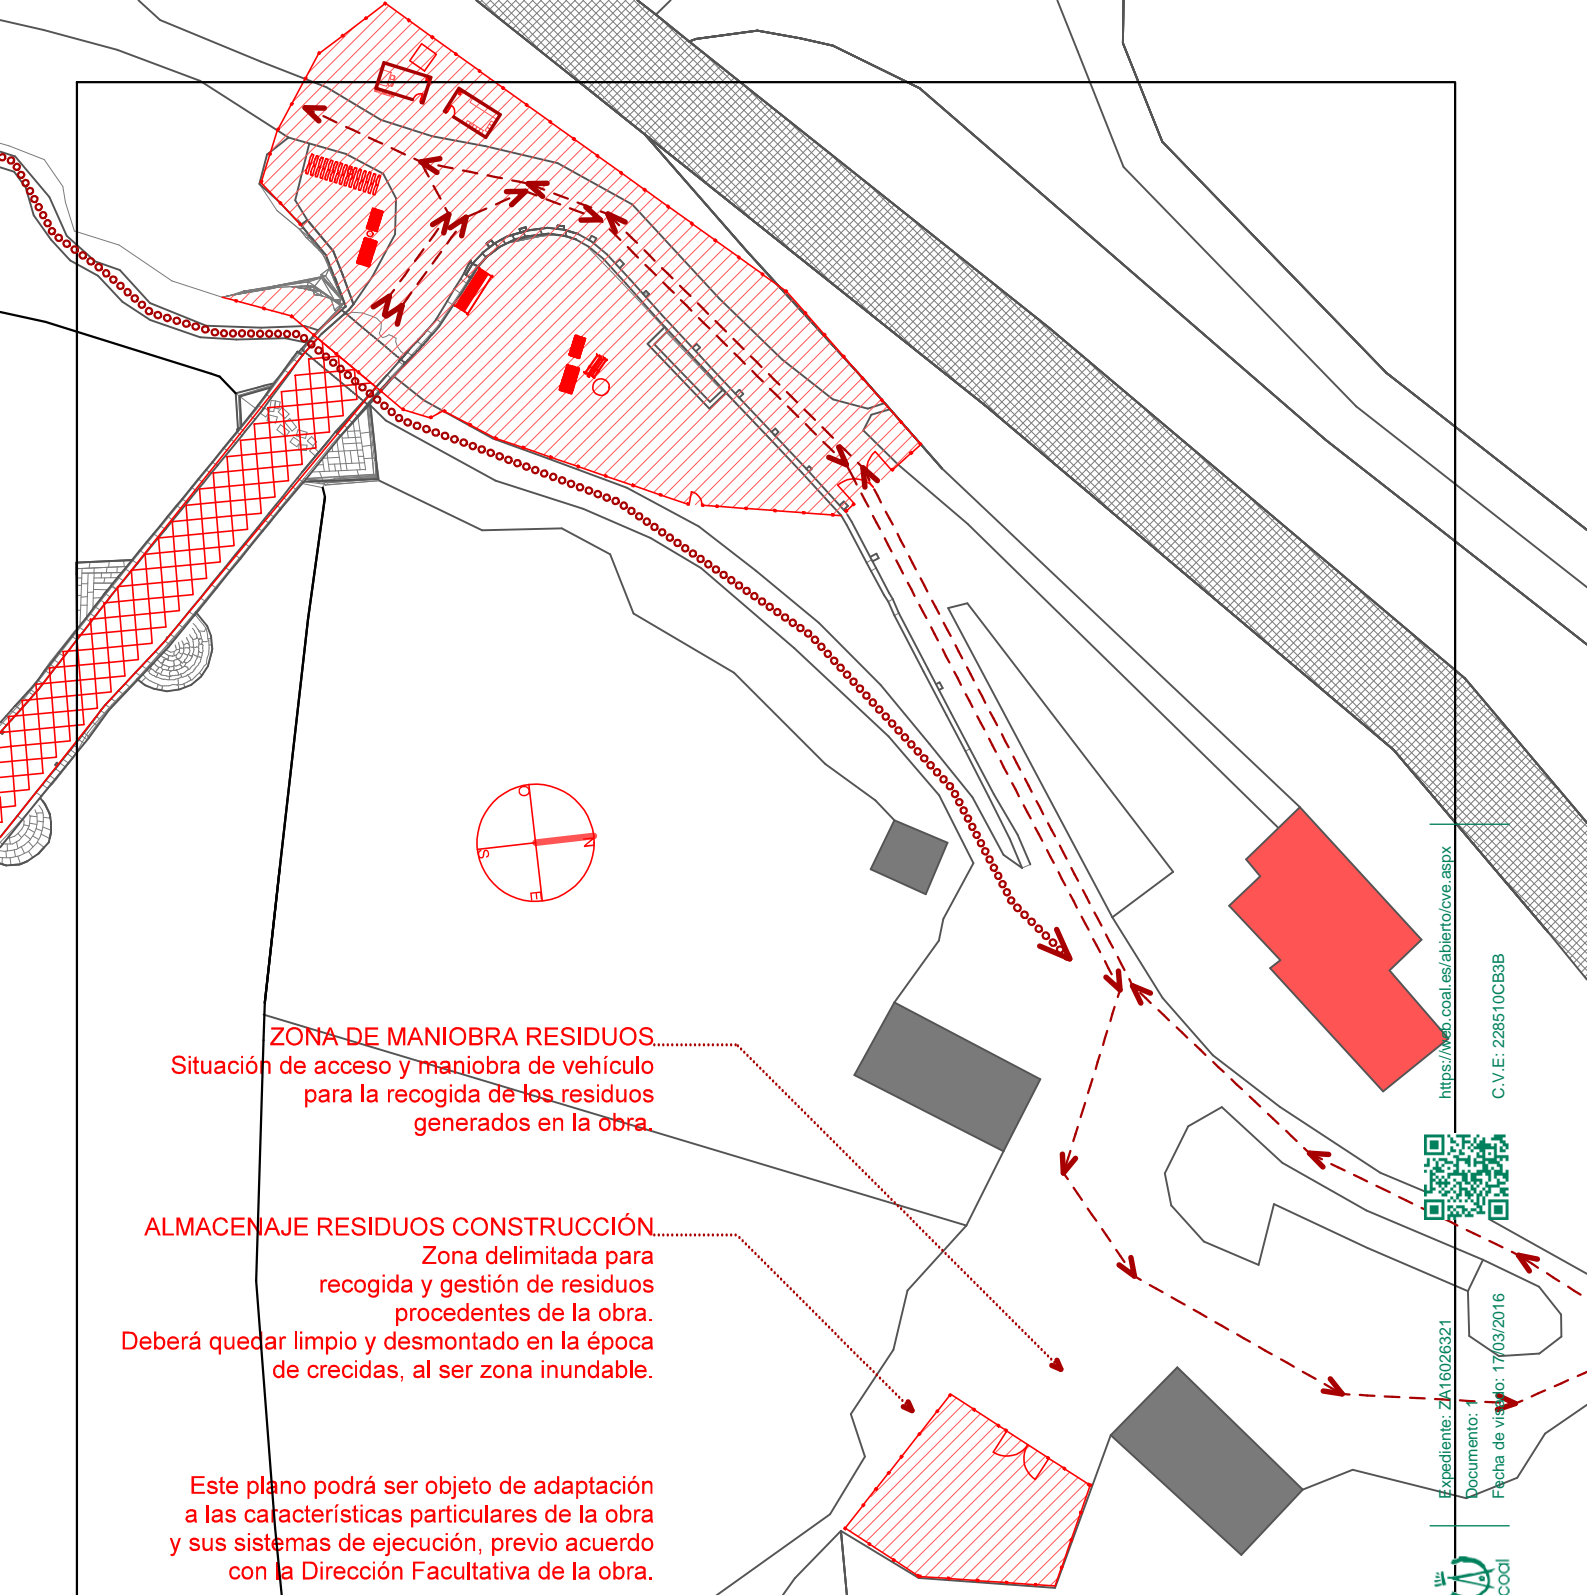 O
N
S
E
ZONA DE MANIOBRA RESIDUOS
Situación de acceso y maniobra de vehículo
para la recogida de los residuos
generados en la obra.
ALMACENAJE RESIDUOS CONSTRUCCIÓN
Zona delimitada para
recogida y gestión de residuos
procedentes de la obra.
Deberá quedar limpio y desmontado en la época
de crecidas, al ser zona inundable.
Este plano podrá ser objeto de adaptación
a las características particulares de la obra
y sus sistemas de ejecución, previo acuerdo
con la Dirección Facultativa de la obra.
https://web.coal.es/abierto/cve.aspx
C.V.E: 228510CB3B
Expediente: ZA16026321
Documento: 1
Fecha de visado: 17/03/2016
coal